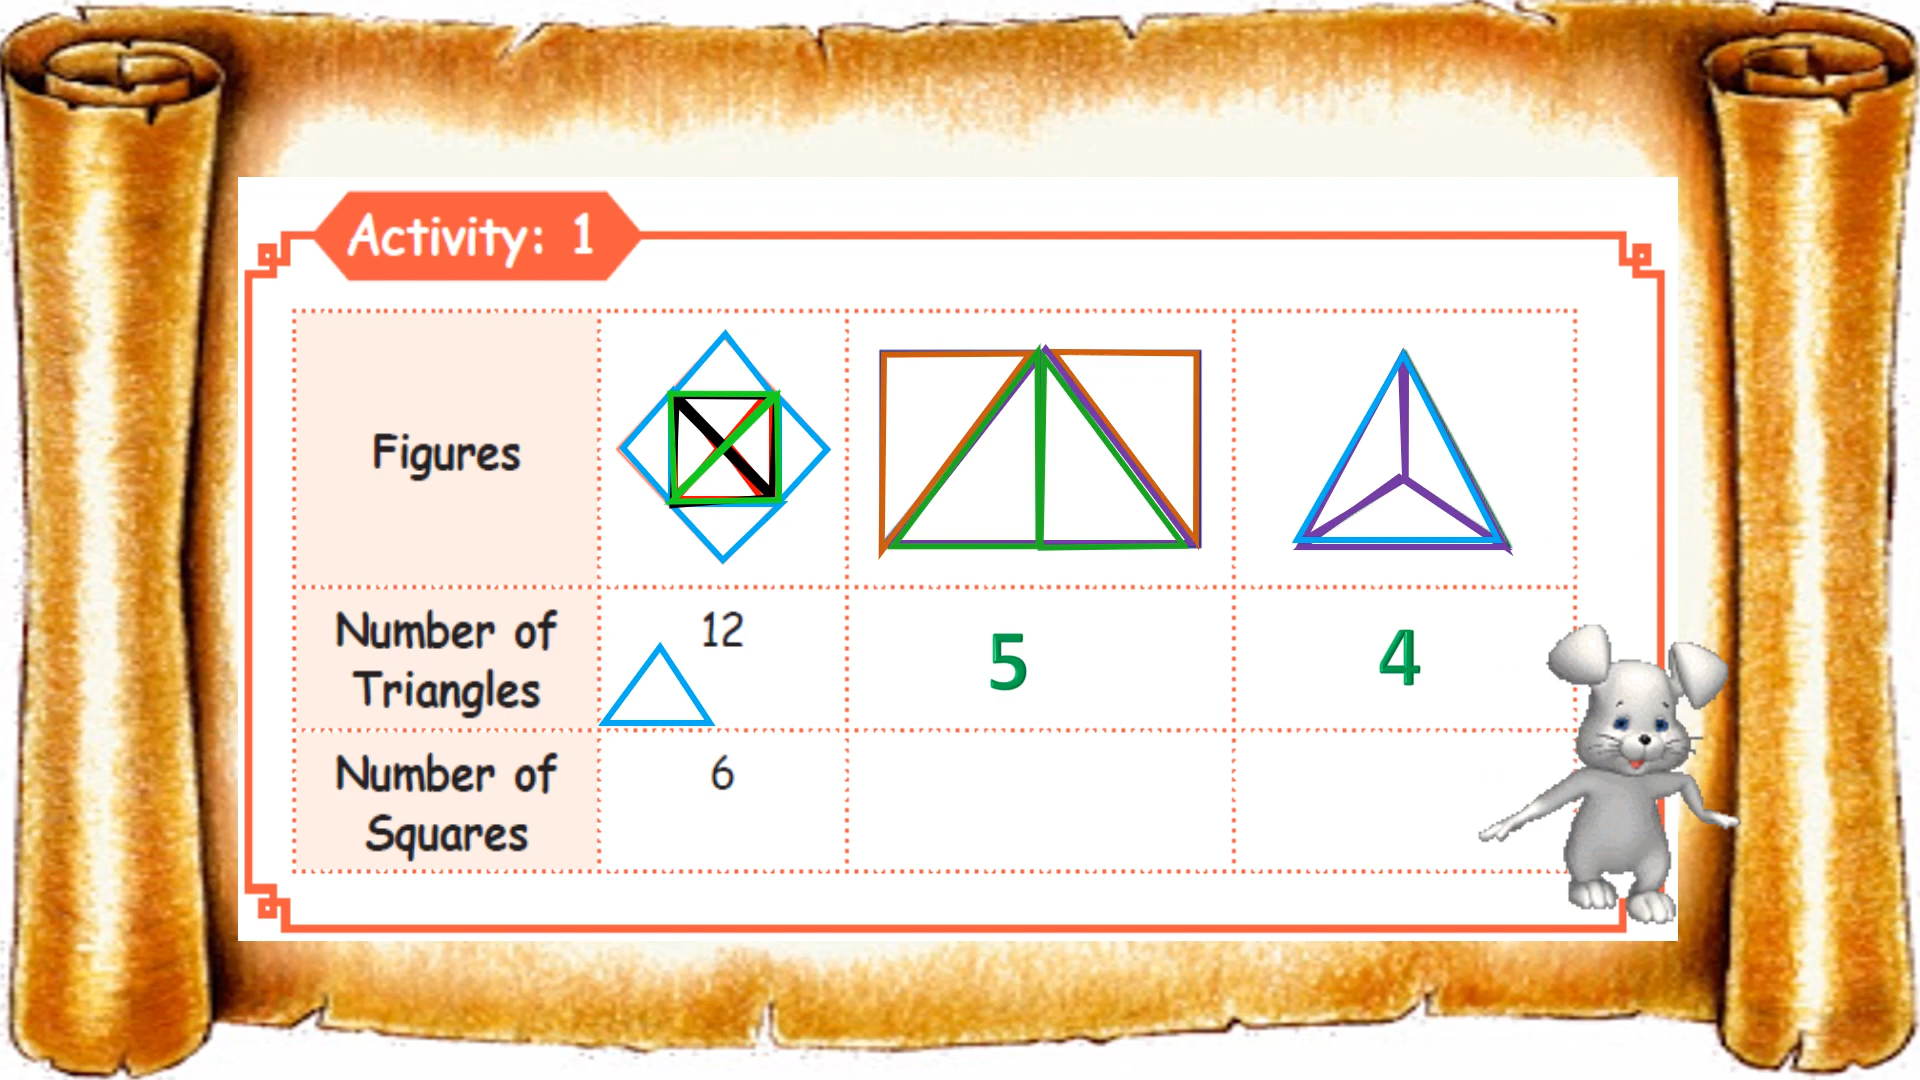 Activity: 1
Figures
Number of
Triangles
12
5
4
Number of
Squares
6